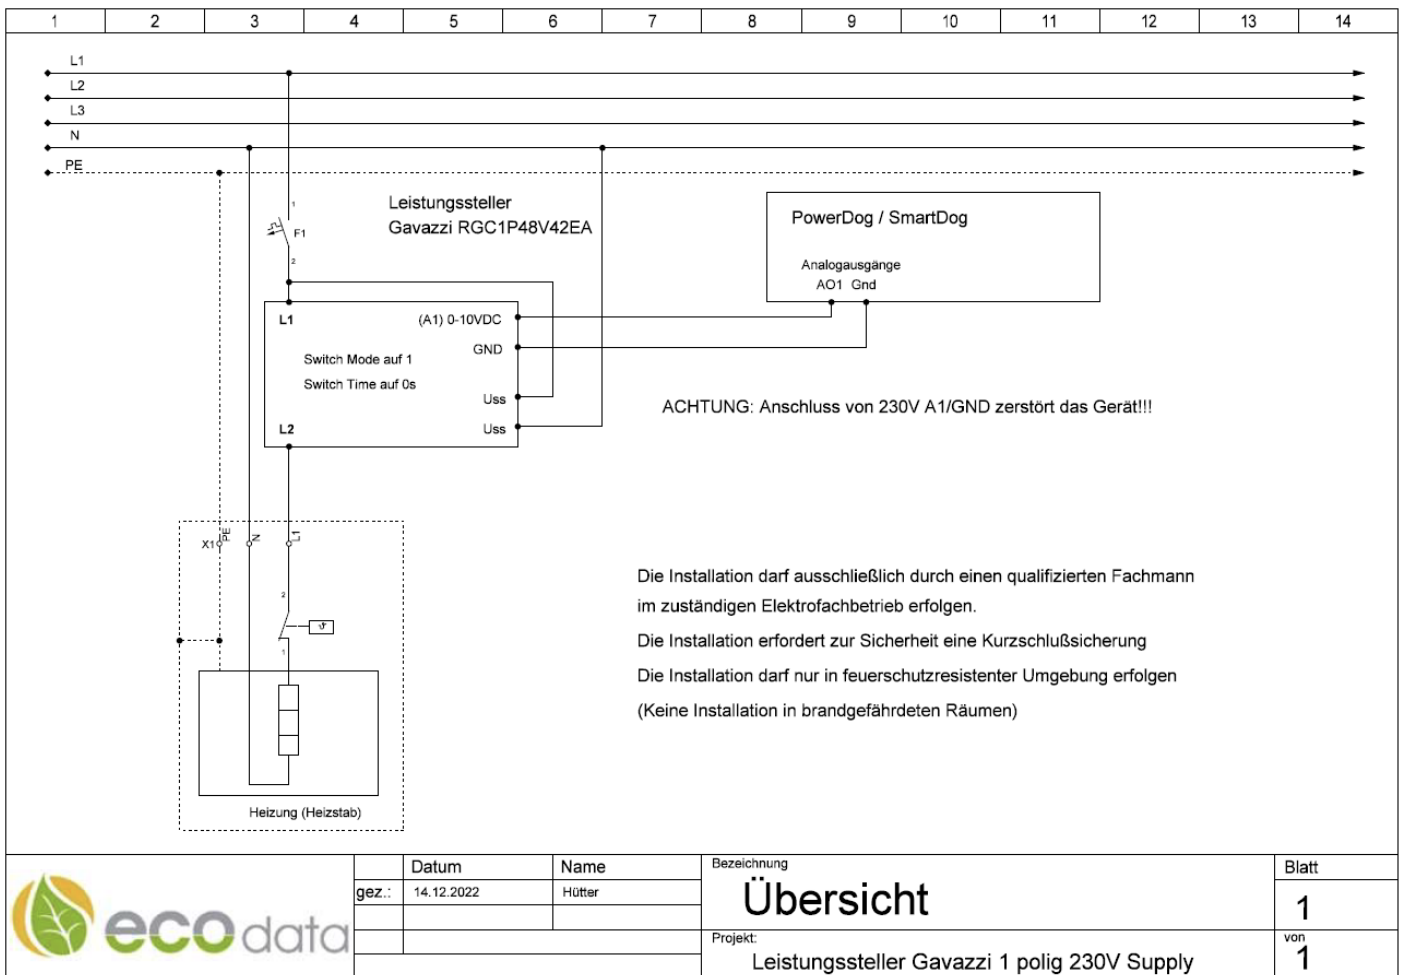 1 2 3 4 5 6 7 8 9 10 11 12 13 14
L1
L2
L3
N
PE
Leistungssteller
Gavazzi RGC1P48V42EA
1
F1
2
PowerDog / SmartDog
Analogausgänge
AO1 Gnd
L1
(A1) 0-10VDC
GND
Switch Mode auf 1
Switch Time auf 0s
Uss
L2
Uss
ACHTUNG: Anschluss von 230V A1/GND zerstört das Gerät!!!
X1
PE
N
L1
2
ϑ
1
Heizung (Heizstab)
Die Installation darf ausschließlich durch einen qualifizierten Fachmann
im zuständigen Elektrofachbetrieb erfolgen.
Die Installation erfordert zur Sicherheit eine Kurzschlußsicherung
Die Installation darf nur in feuerschutzresistenter Umgebung erfolgen
(Keine Installation in brandgefährdeten Räumen)
ecodata
Datum
Name
gez.:
14.12.2022
Hütter
Bezeichnung
Übersicht
Projekt:
Leistungssteller Gavazzi 1 polig 230V Supply
Blatt
1
von
1